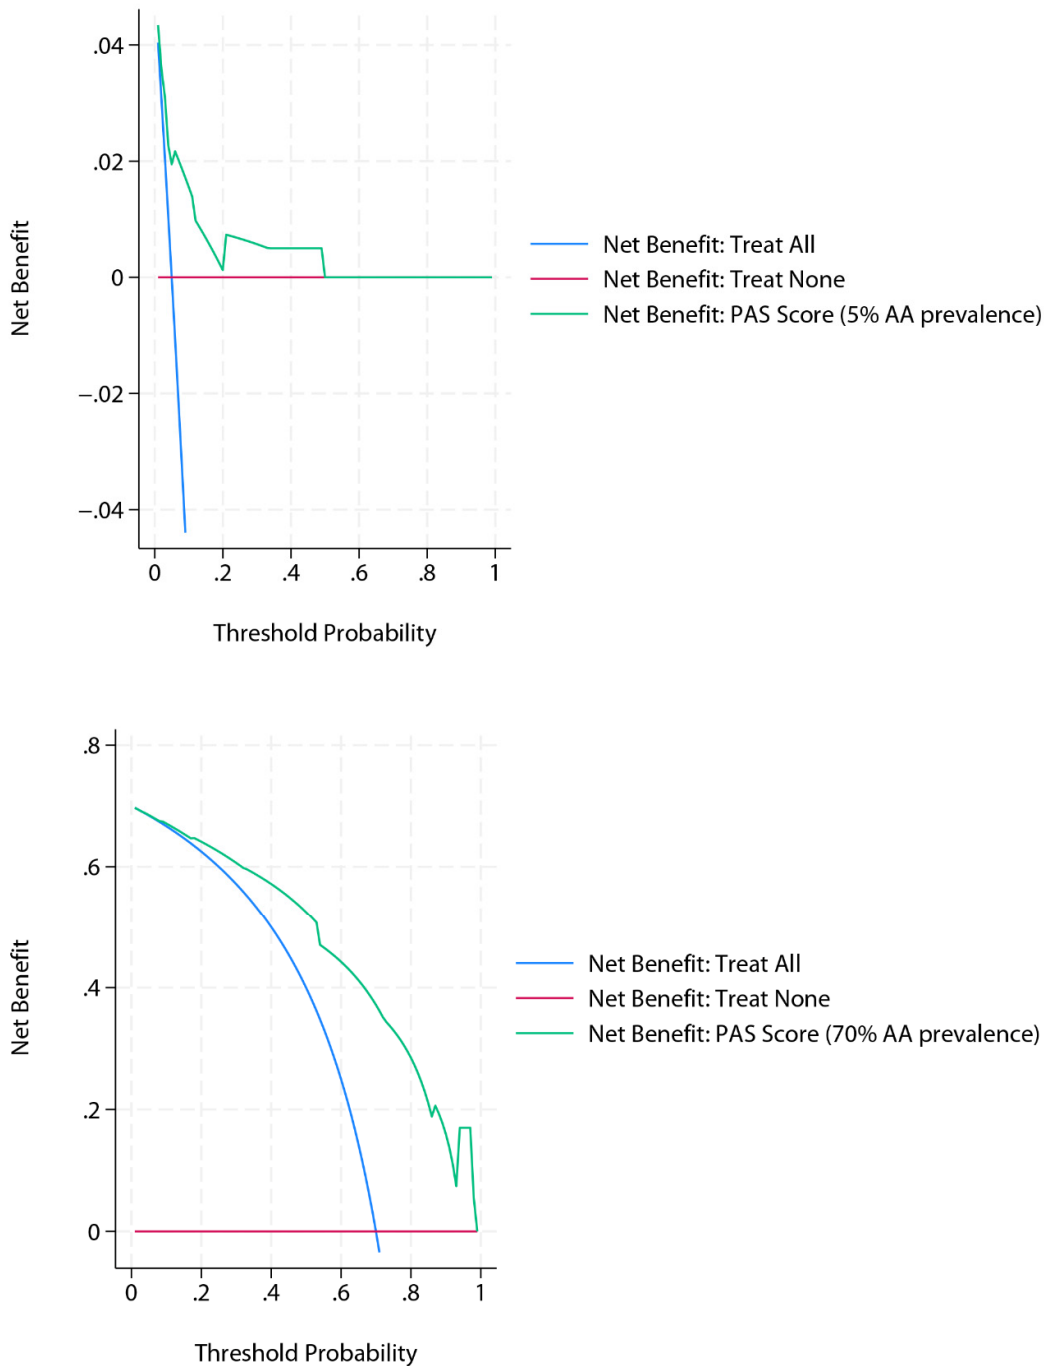 .04
.02
0
−.02
−.04
Net Benefit
0 .2 .4 .6 .8 1
Threshold Probability
Net Benefit: Treat All
Net Benefit: Treat None
Net Benefit: PAS Score (5% AA prevalence)
.8
.6
.4
.2
0
Net Benefit
0 .2 .4 .6 .8 1
Threshold Probability
Net Benefit: Treat All
Net Benefit: Treat None
Net Benefit: PAS Score (70% AA prevalence)